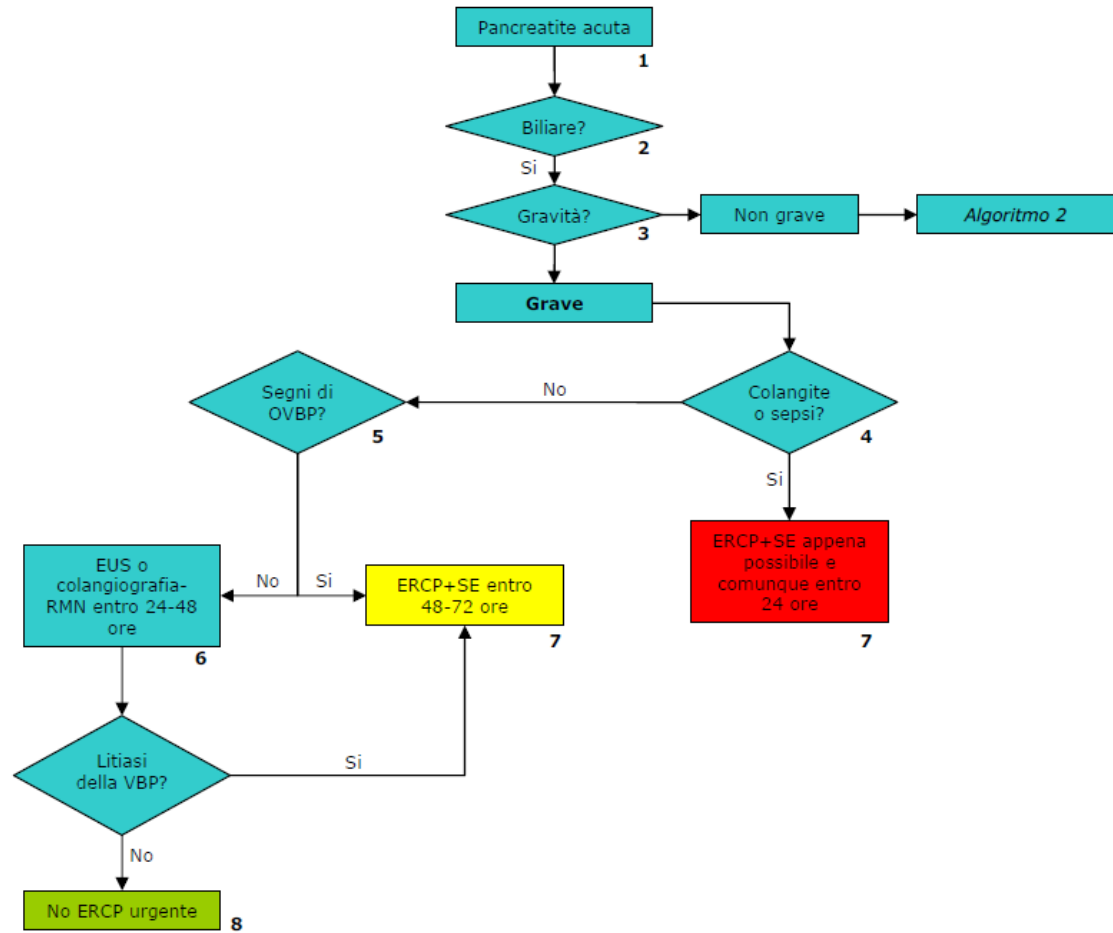 Pancreatite acuta
1
Biliare?
2
Si
Gravità?
3
Non grave
Algoritmo 2
Grave
Segni di
OVBP?
5
No
Colangite
o sepsi?
4
Si
EUS o
colangiografia-
RMN entro 24-48
ore
6
No
Si
ERCP+SE entro
48-72 ore
7
ERCP+SE appena
possibile e
comunque entro
24 ore
7
Litiasi
della VBP?
Si
No
No ERCP urgente
8